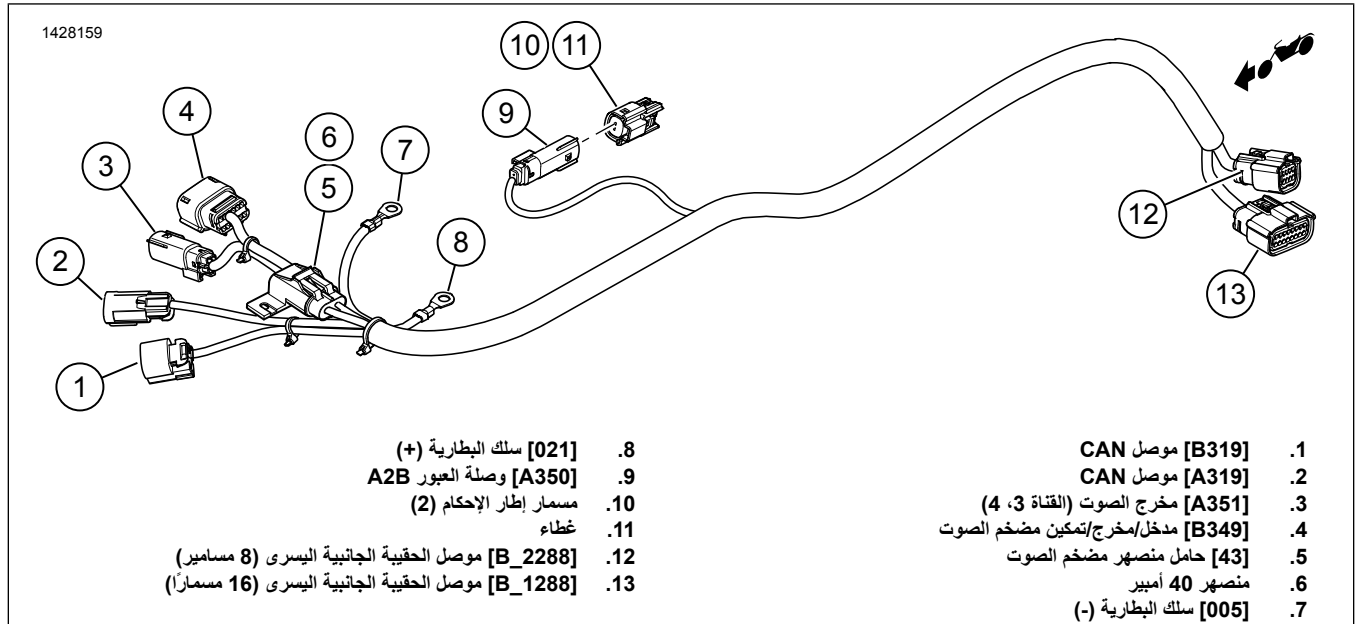 1428159
10
11
9
4
6
7
3
5
8
2
12
13
1
1. [B319] موصل CAN
2. [A319] موصل CAN
3. [A351] مخرج الصوت (القناة 3، 4)
4. [B349] مدخل/مخرج/تمكين مضخم الصوت
5. [43] حامل منصهر مضخم الصوت
6. منصهر 40 أمبير
7. [005] سلك البطارية (-)
8. [021] سلك البطارية (+)
9. [A350] وصلة العبور A2B
10. مسمار إطار الإحكام (2)
11. غطاء
12. [B_2288] موصل الحقيبة الجانبية اليسرى (8 مسامير)
13. [B_1288] موصل الحقيبة الجانبية اليسرى (16 مسمارًا)